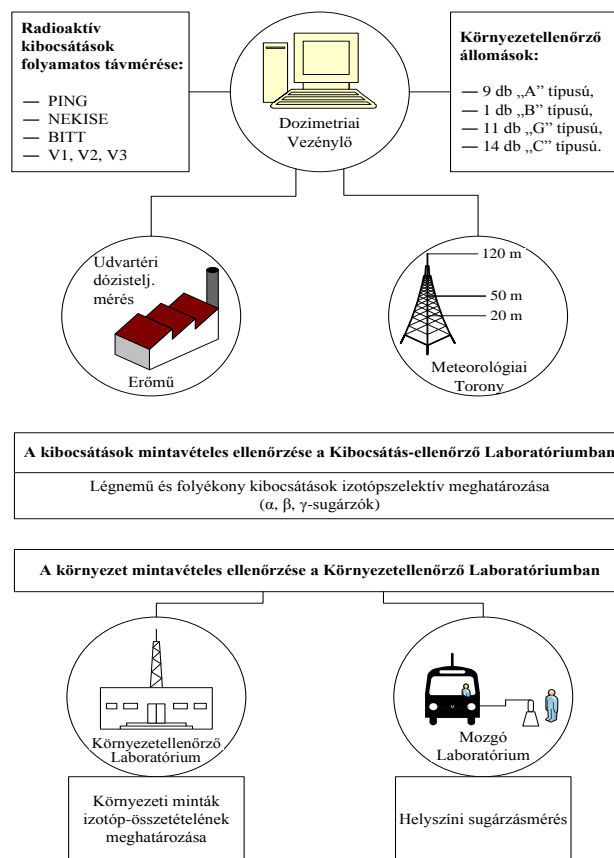 Radioaktív
kibocsátások
folyamatos távmérése:
— PING
— NEKISE
— BITT
— V1, V2, V3
Dozimetriai
Vezénylő
Környezetellenőrző
állomások:
— 9 db „A” típusú,
— 1 db „B” típusú,
— 11 db „G” típusú,
— 14 db „C” típusú.
Udvartéri
dózistelj.
mérés
Erőmű
120 m
50 m
20 m
Meteorológiai
Torony
A kibocsátások mintavételes ellenőrzése a Kibocsátás-ellenőrző Laboratóriumban
Légnemű és folyékony kibocsátások izotópszelektív meghatározása
(α, β, γ-sugárzók)
A környezet mintavételes ellenőrzése a Környezetellenőrző Laboratóriumban
Környezetellenőrző
Laboratórium
Mozgó
Laboratórium
Környezeti minták
izotóp-összetételének
meghatározása
Helyszíni sugárzásmérés